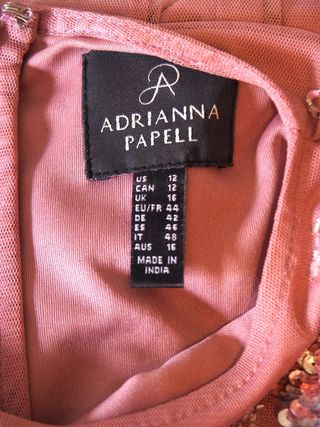 ADRIANNA
PAPELL
US 12
CAN 12
UK 16
EU/FR 44
DE 42
ES 46
IT 48
AUS 16
MADE IN
INDIA